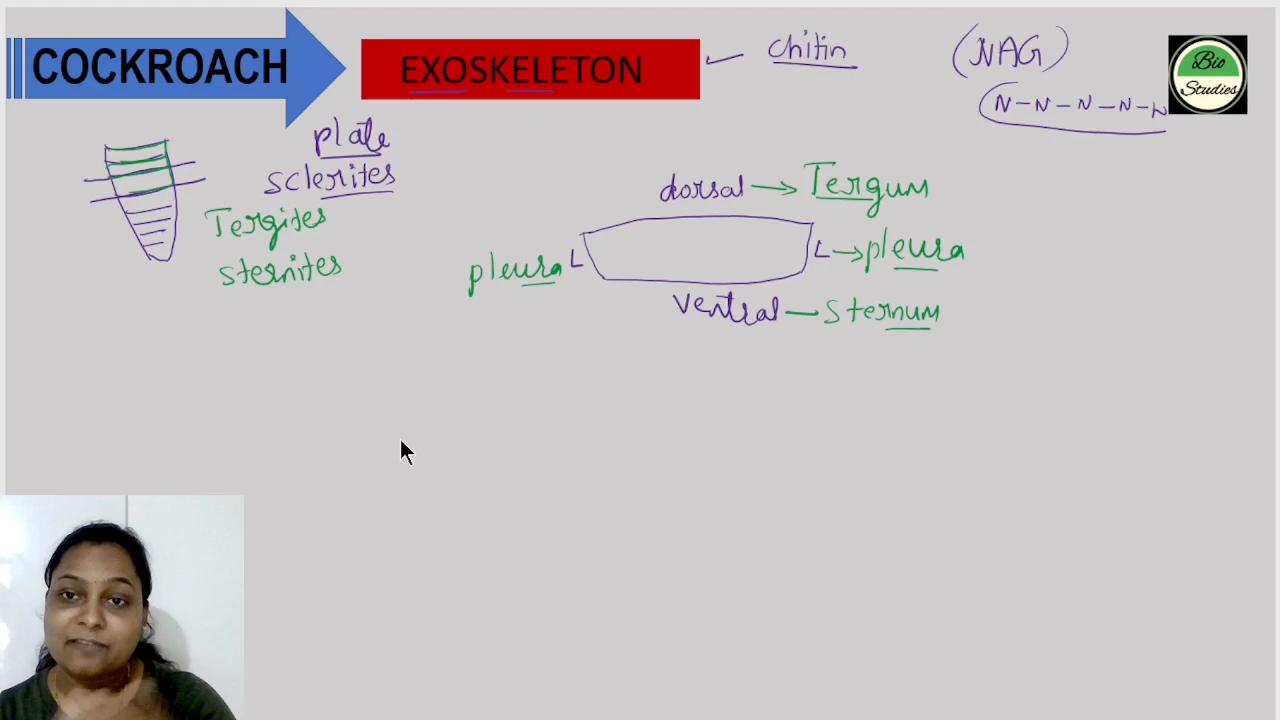 COCKROACH
EXOSKELETON
chitin
(NAG)
N-N-N-N-N
Bio
Studies
plate
sclerites
Tergites
sternites
dorsal → Tergum
pleura L
L → pleura
ventral — sternum